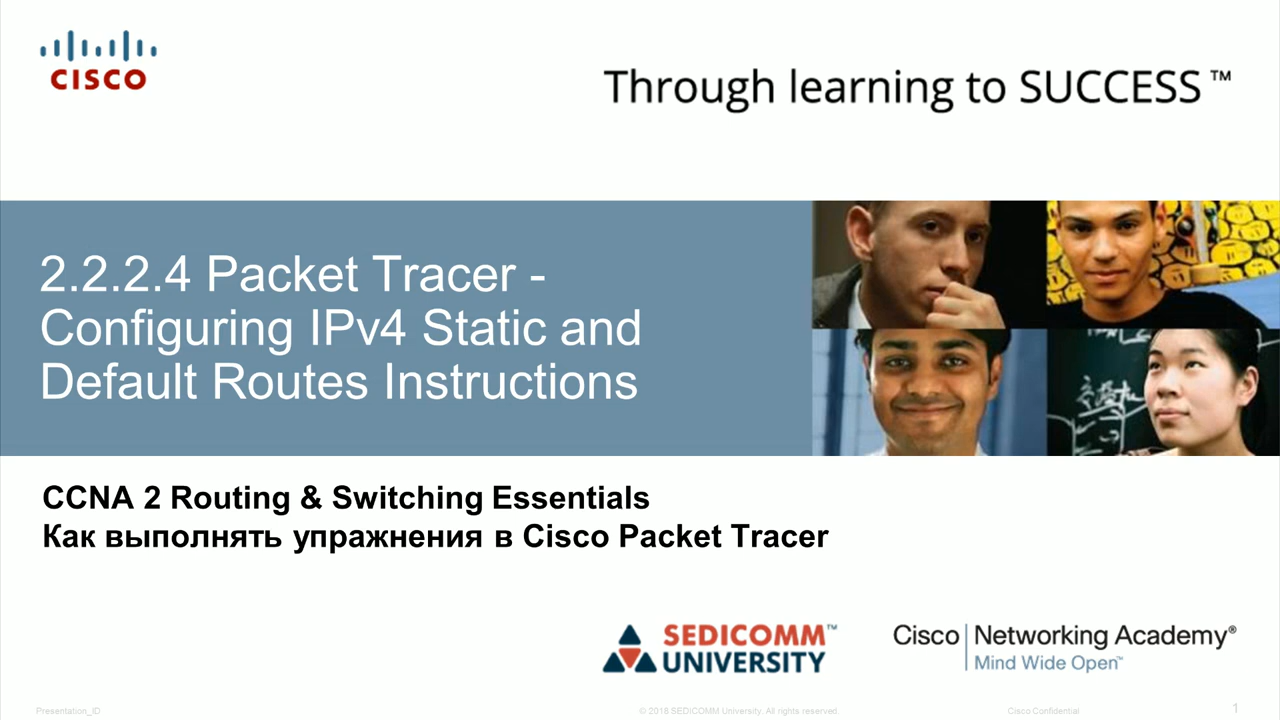 CISCO
Through learning to SUCCESS™
2.2.2.4 Packet Tracer -
Configuring IPv4 Static and
Default Routes Instructions
CCNA 2 Routing & Switching Essentials
Как выполнять упражнения в Cisco Packet Tracer
SEDICOMM™
UNIVERSITY
Cisco Networking Academy®
Mind Wide Open™
Presentation_ID
© 2018 SEDICOMM University. All rights reserved.
Cisco Confidential
1